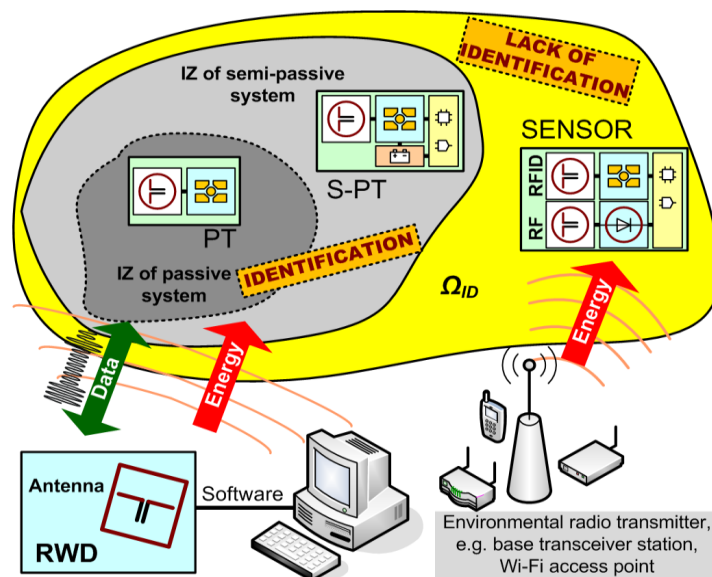 LACK OF
IDENTIFICATION
IZ of semi-passive
system
SENSOR
RFID
RF
S-PT
PT
IDENTIFICATION
IZ of passive
system
Ω_ID
Data
Energy
Energy
Antenna
RWD
Software
Environmental radio transmitter,
e.g. base transceiver station,
Wi-Fi access point